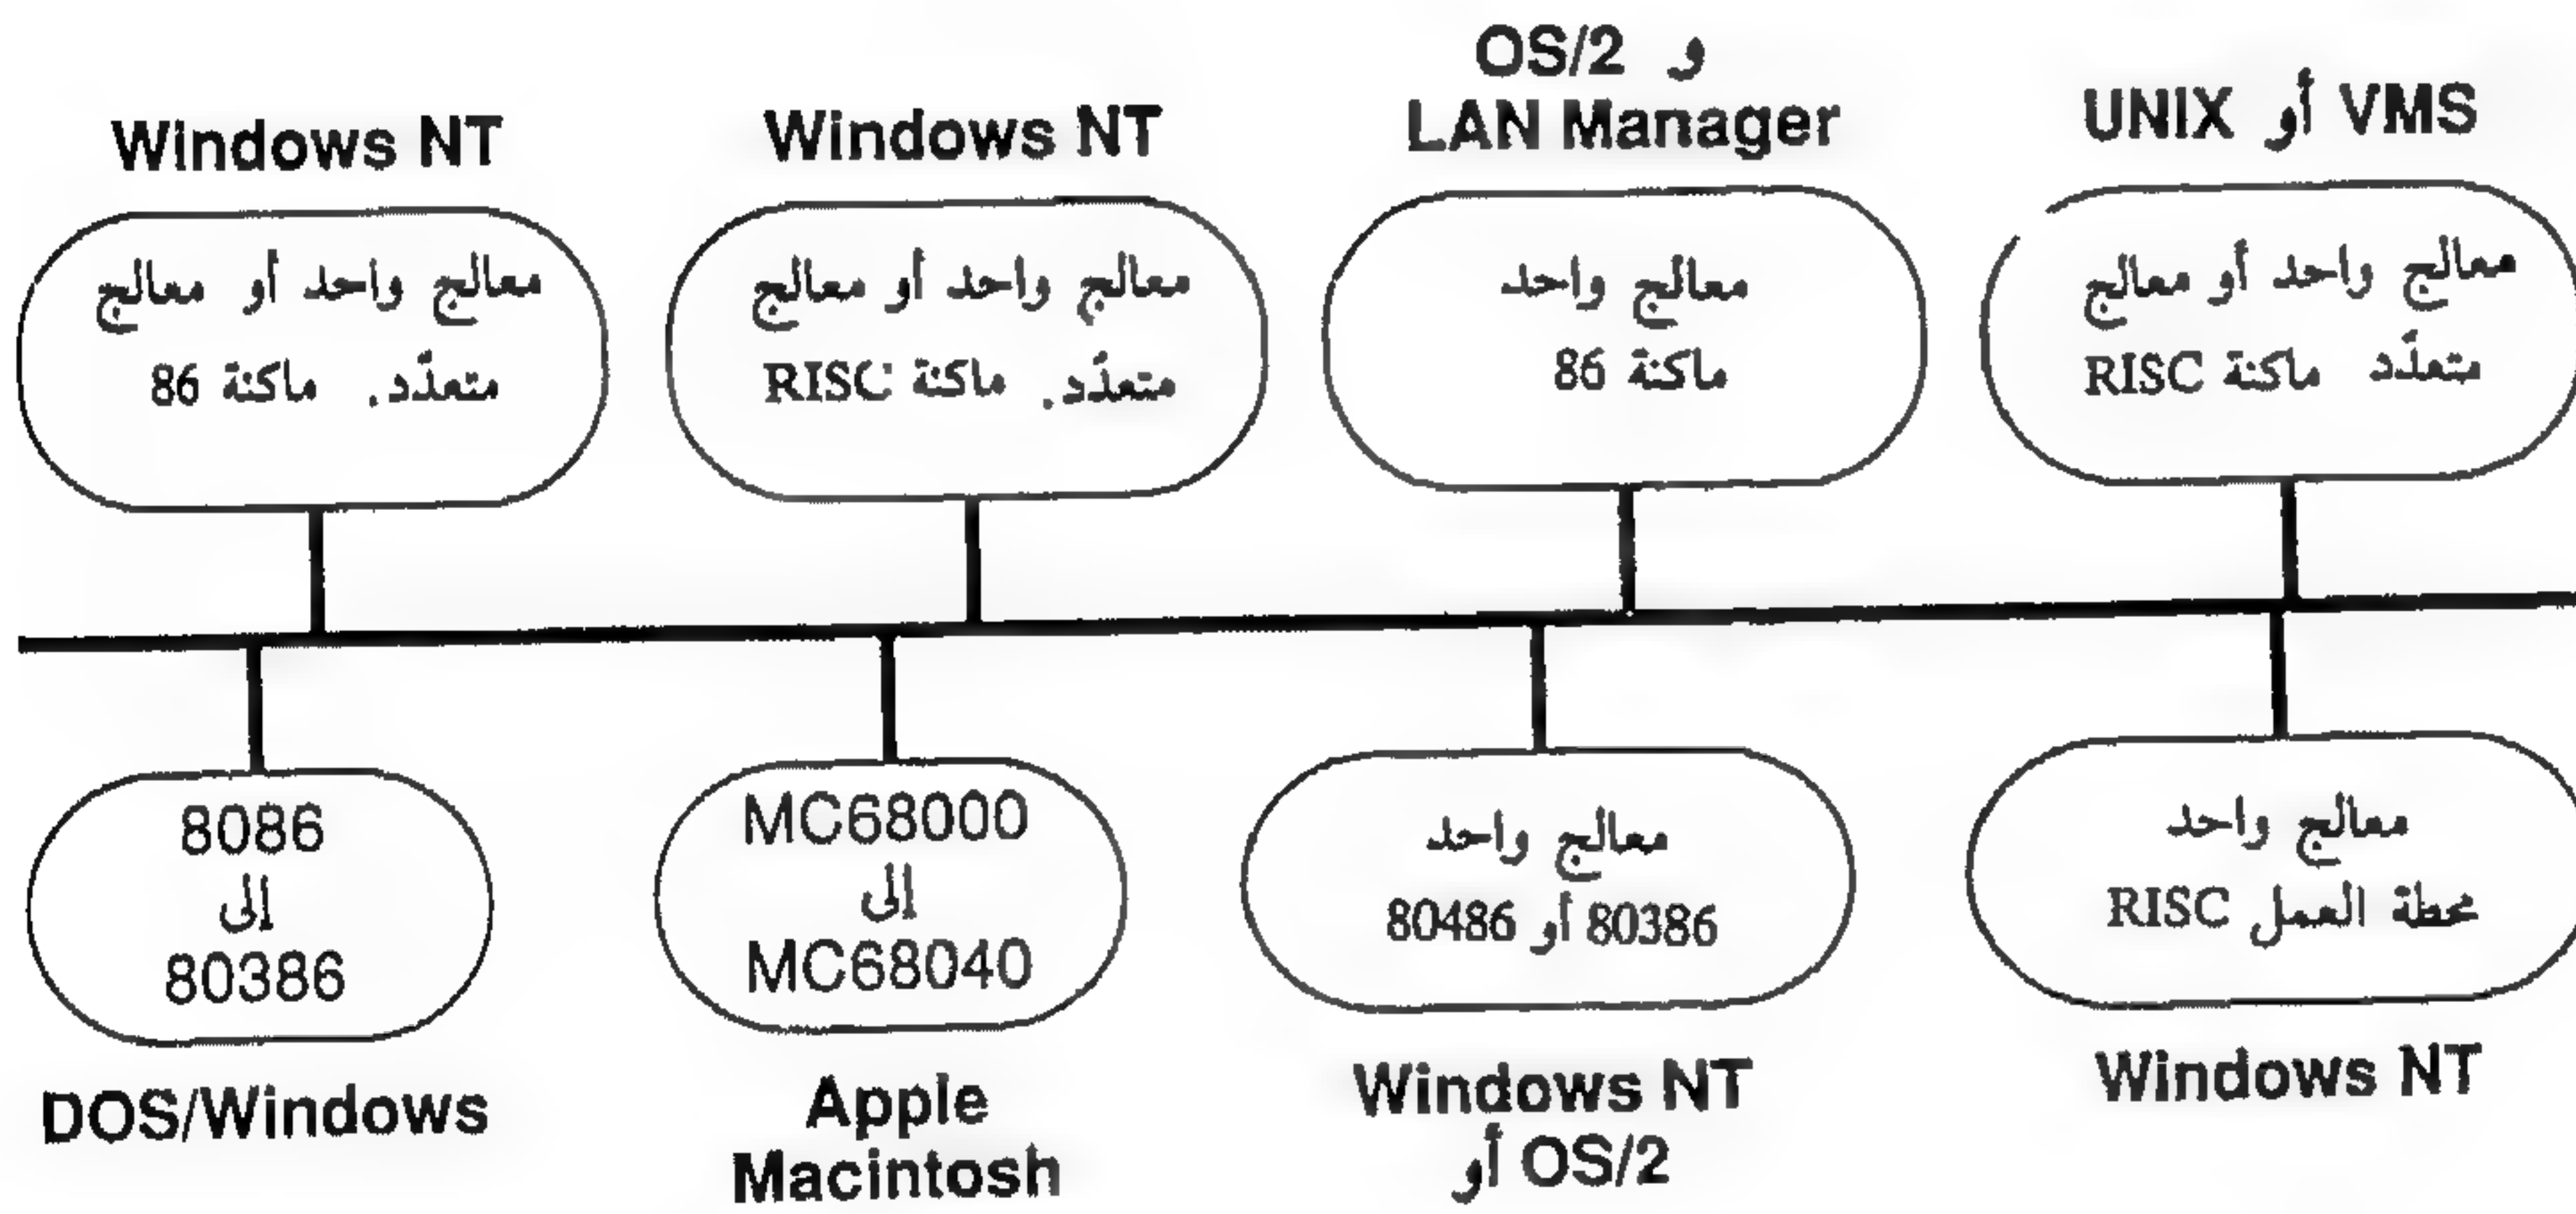 Windows NT
معالج واحد أو معالج
متعدّد. ماكنة 86
Windows NT
معالج واحد أو معالج
متعدّد. ماكنة RISC
OS/2 و
LAN Manager
معالج واحد
ماكنة 86
UNIX أو VMS
معالج واحد أو معالج
متعدّد ماكنة RISC
8086
الى
80386
DOS/Windows
MC68000
الى
MC68040
Apple
Macintosh
معالج واحد
80386 أو 80486
Windows NT
أو OS/2
معالج واحد
محطة العمل RISC
Windows NT